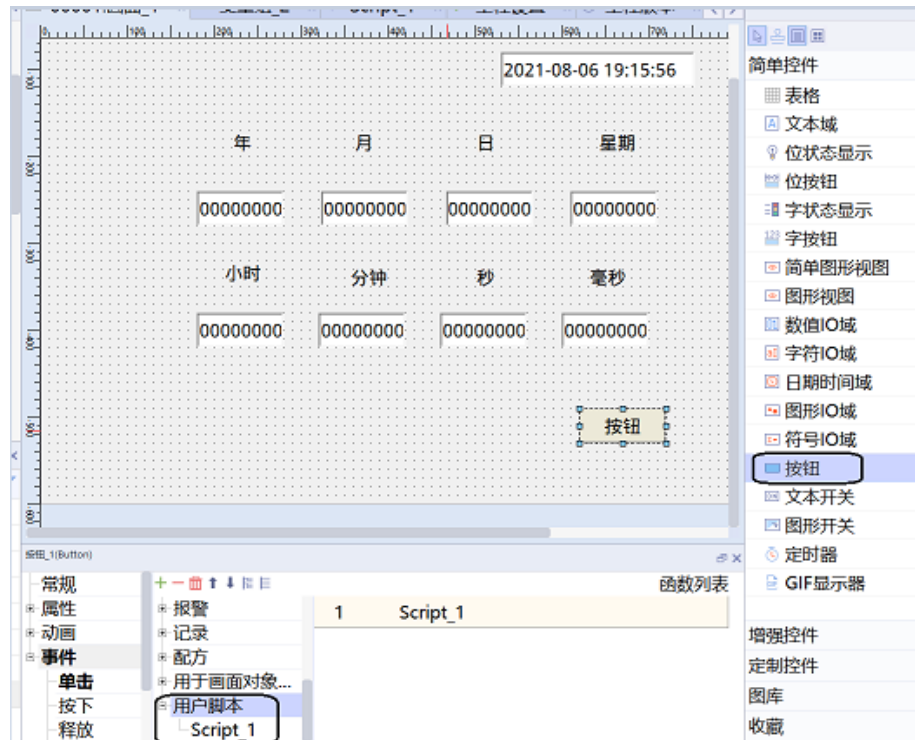 2021-08-06 19:15:56
年 月 日 星期
00000000 00000000 00000000 00000000
小时 分钟 秒 毫秒
00000000 00000000 00000000 00000000
按钮
简单控件
表格
文本域
位状态显示
位按钮
字状态显示
字按钮
简单图形视图
图形视图
数值IO域
字符IO域
日期时间域
图形IO域
符号IO域
按钮
文本开关
图形开关
定时器
GIF显示器
增强控件
定制控件
图库
收藏
按钮_1(Button)
常规
属性
动画
事件
单击
按下
释放
报警
记录
配方
用于画面对象...
用户脚本
Script_1
函数列表
1 Script_1